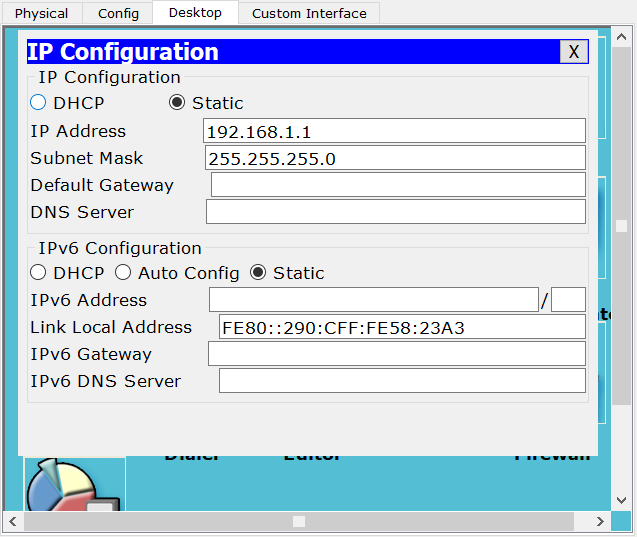 Physical Config Desktop Custom Interface
IP Configuration X
IP Configuration
DHCP Static
IP Address 192.168.1.1
Subnet Mask 255.255.255.0
Default Gateway
DNS Server
IPv6 Configuration
DHCP Auto Config Static
IPv6 Address /
Link Local Address FE80::290:CFF:FE58:23A3
IPv6 Gateway
IPv6 DNS Server
Dialer Editor Firewall